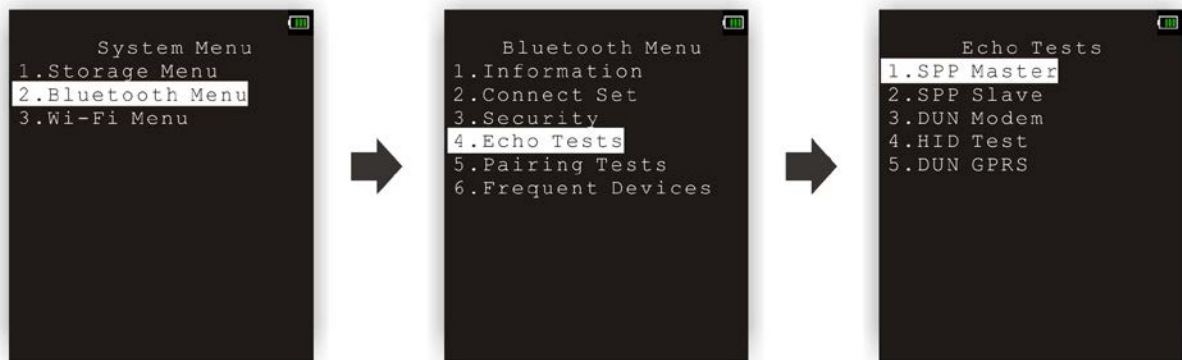 System Menu
1.Storage Menu
2.Bluetooth Menu
3.Wi-Fi Menu
Bluetooth Menu
1.Information
2.Connect Set
3.Security
4.Echo Tests
5.Pairing Tests
6.Frequent Devices
Echo Tests
1.SPP Master
2.SPP Slave
3.DUN Modem
4.HID Test
5.DUN GPRS